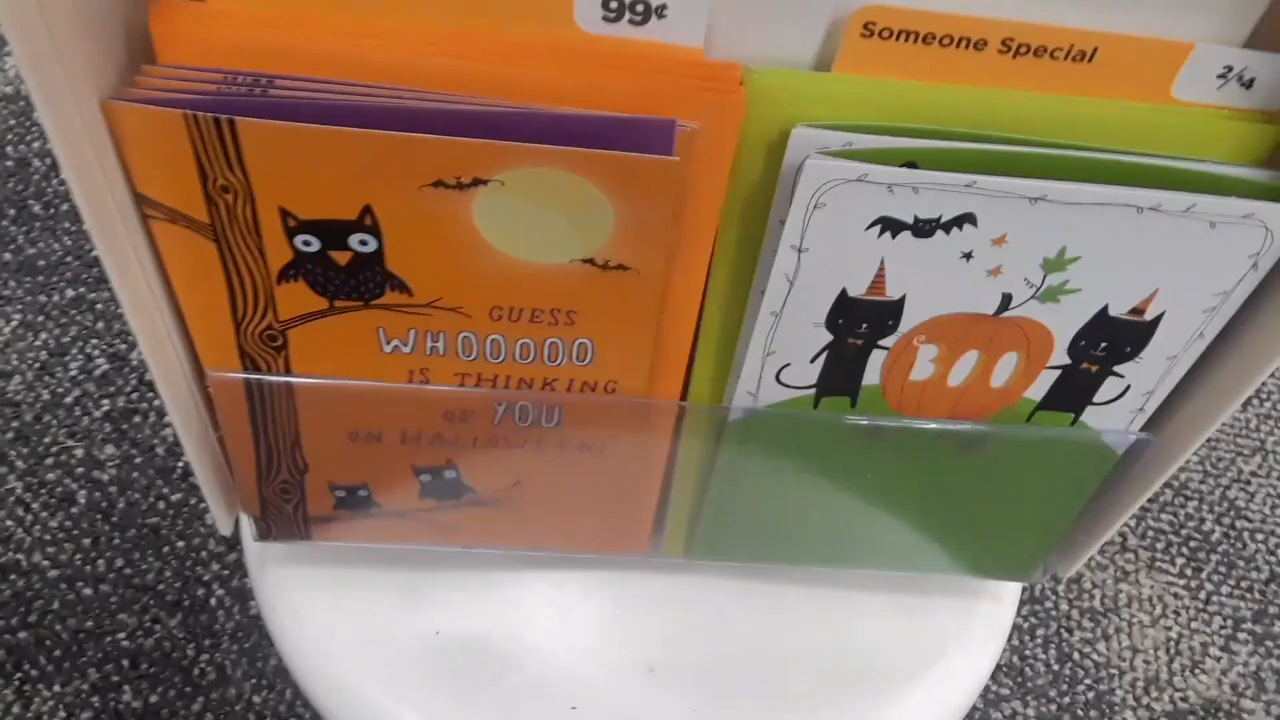 99¢
Someone Special
2/$4
GUESS
WHOOOOO
IS THINKING
OF YOU
ON HALLOWEEN!
BOO